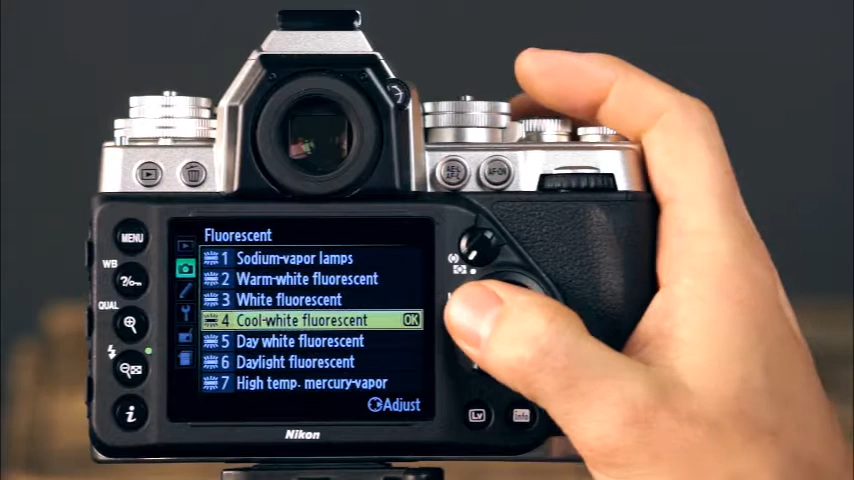 AE-L
AF-L
AF-ON
MENU
WB
?/
QUAL
i
Fluorescent
1 Sodium-vapor lamps
2 Warm-white fluorescent
3 White fluorescent
4 Cool-white fluorescent OK
5 Day white fluorescent
6 Daylight fluorescent
7 High temp. mercury-vapor
Adjust
Lv
info
Nikon